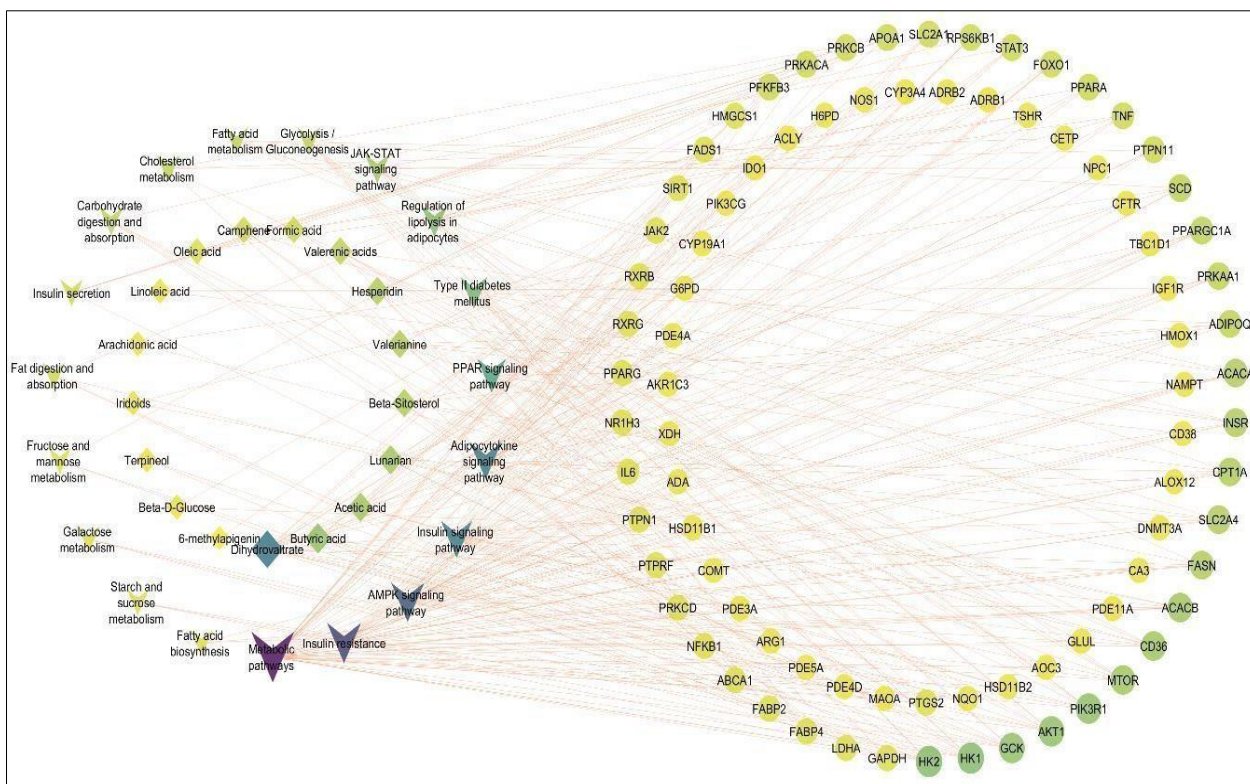 Fatty acid
metabolism
Glycolysis /
Gluconeogenesis
JAK-STAT
signaling
pathway
Cholesterol
metabolism
Regulation of
lipolysis in
adipocytes
Carbohydrate
digestion and
absorption
Camphene
Formic acid
Oleic acid
Valerenic acids
Insulin secretion
Linoleic acid
Hesperidin
Type II diabetes
mellitus
Arachidonic acid
Valerianine
Fat digestion and
absorption
PPAR signaling
pathway
Iridoids
Beta-Sitosterol
Fructose and
mannose
metabolism
Terpineol
Lunarian
Adipocytokine
signaling
pathway
Beta-D-Glucose
Acetic acid
Galactose
metabolism
6-methylapigenin
Dihydrovaltrate
Butyric acid
Insulin signaling
pathway
Starch and
sucrose
metabolism
AMPK signaling
pathway
Fatty acid
biosynthesis
Metabolic
pathways
Insulin resistance
SLC2A1
RPS6KB1
APOA1
STAT3
PRKCB
FOXO1
PRKACA
PPARA
PFKFB3
TNF
HMGCS1
PTPN11
FADS1
SCD
SIRT1
PPARGC1A
JAK2
PRKAA1
RXRB
ADIPOQ
RXRG
ACACA
PPARG
INSR
NR1H3
CPT1A
IL6
SLC2A4
PTPN1
FASN
PTPRF
ACACB
PRKCD
CD36
NFKB1
MTOR
ABCA1
PIK3R1
FABP2
AKT1
FABP4
GCK
LDHA
HK1
GAPDH
HK2
CYP3A4
ADRB2
NOS1
ADRB1
H6PD
TSHR
ACLY
CETP
IDO1
NPC1
PIK3CG
CFTR
CYP19A1
TBC1D1
G6PD
IGF1R
PDE4A
HMOX1
AKR1C3
NAMPT
XDH
CD38
ADA
ALOX12
HSD11B1
DNMT3A
COMT
CA3
PDE3A
PDE11A
ARG1
GLUL
PDE5A
AOC3
PDE4D
HSD11B2
MAOA
NQO1
PTGS2